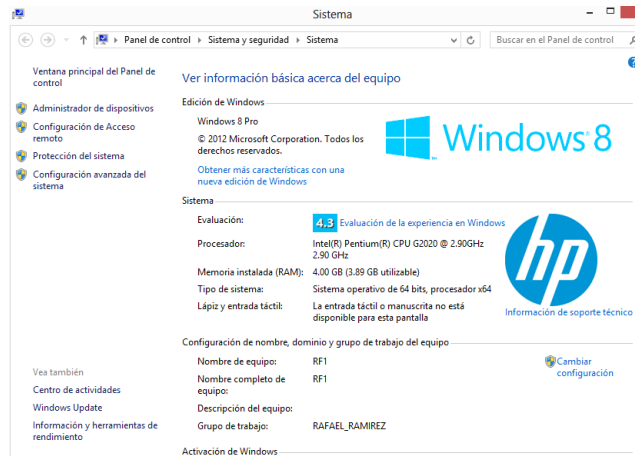 Sistema
Panel de control
Sistema y seguridad
Sistema
Buscar en el Panel de control
Ventana principal del Panel de
control
Administrador de dispositivos
Configuración de Acceso
remoto
Protección del sistema
Configuración avanzada del
sistema
Ver información básica acerca del equipo
Edición de Windows
Windows 8 Pro
© 2012 Microsoft Corporation. Todos los
derechos reservados.
Obtener más características con una
nueva edición de Windows
Windows 8
Sistema
Evaluación: 4.3 Evaluación de la experiencia en Windows
Procesador: Intel(R) Pentium(R) CPU G2020 @ 2.90GHz
2.90 GHz
Memoria instalada (RAM): 4.00 GB (3.89 GB utilizable)
Tipo de sistema: Sistema operativo de 64 bits, procesador x64
Lápiz y entrada táctil: La entrada táctil o manuscrita no está
disponible para esta pantalla
hp
Información de soporte técnico
Configuración de nombre, dominio y grupo de trabajo del equipo
Nombre de equipo: RF1
Nombre completo de
equipo: RF1
Descripción del equipo:
Grupo de trabajo: RAFAEL_RAMIREZ
Cambiar
configuración
Vea también
Centro de actividades
Windows Update
Información y herramientas de
rendimiento
Activación de Windows